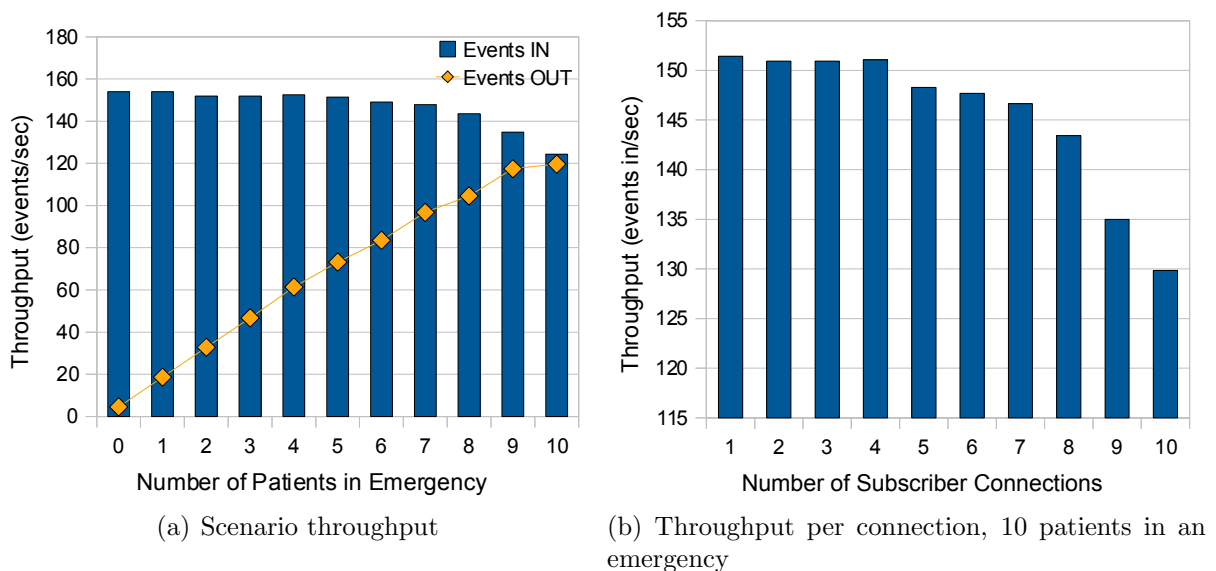 Throughput (events/sec)
180
160
140
120
100
80
60
40
20
0
Events IN
Events OUT
0 1 2 3 4 5 6 7 8 9 10
Number of Patients in Emergency
(a) Scenario throughput
Throughput (events in/sec)
155
150
145
140
135
130
125
120
115
1 2 3 4 5 6 7 8 9 10
Number of Subscriber Connections
(b) Throughput per connection, 10 patients in an
emergency